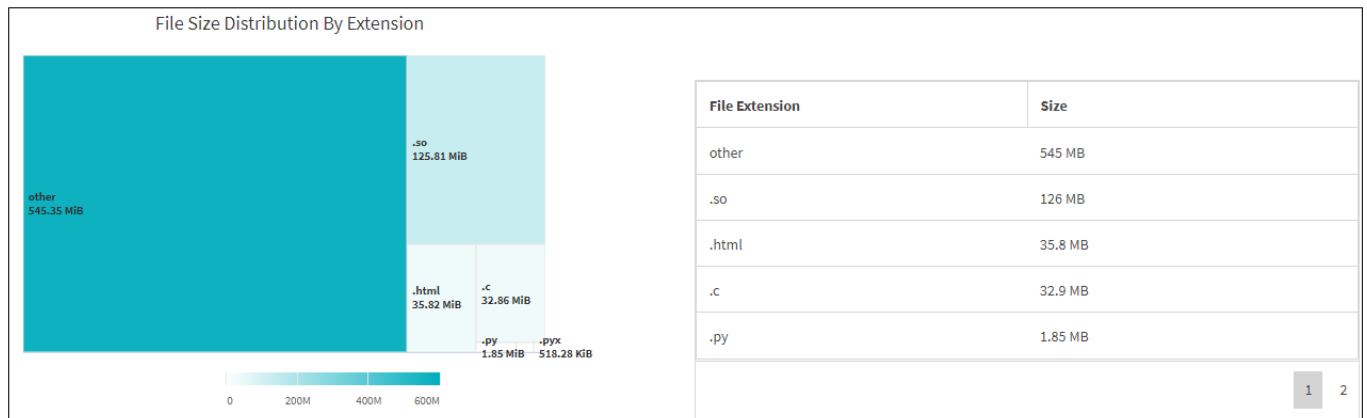 File Size Distribution By Extension
other
545.35 MiB
.so
125.81 MiB
.html
35.82 MiB
.c
32.86 MiB
.py
1.85 MiB
.pyx
518.28 KiB
0 200M 400M 600M
File Extension Size
other 545 MB
.so 126 MB
.html 35.8 MB
.c 32.9 MB
.py 1.85 MB
1 2